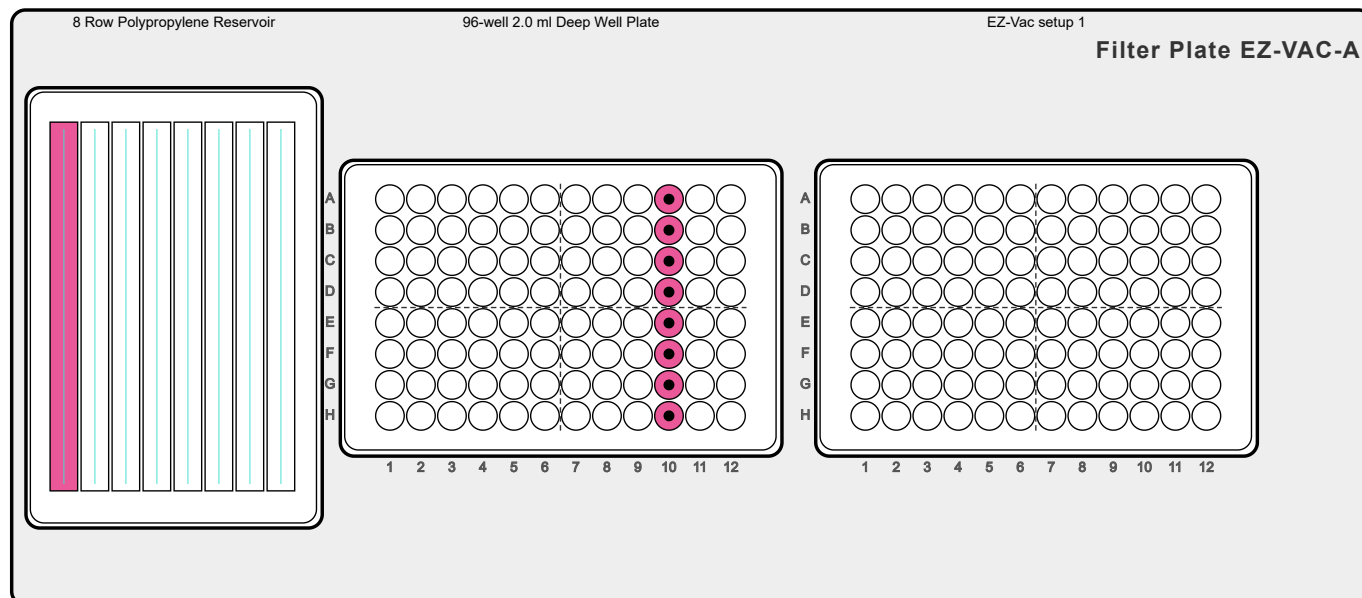 8 Row Polypropylene Reservoir 96-well 2.0 ml Deep Well Plate EZ-Vac setup 1
Filter Plate EZ-VAC-A
A A
B B
C C
D D
E E
F F
G G
H H
1 2 3 4 5 6 7 8 9 10 11 12 1 2 3 4 5 6 7 8 9 10 11 12